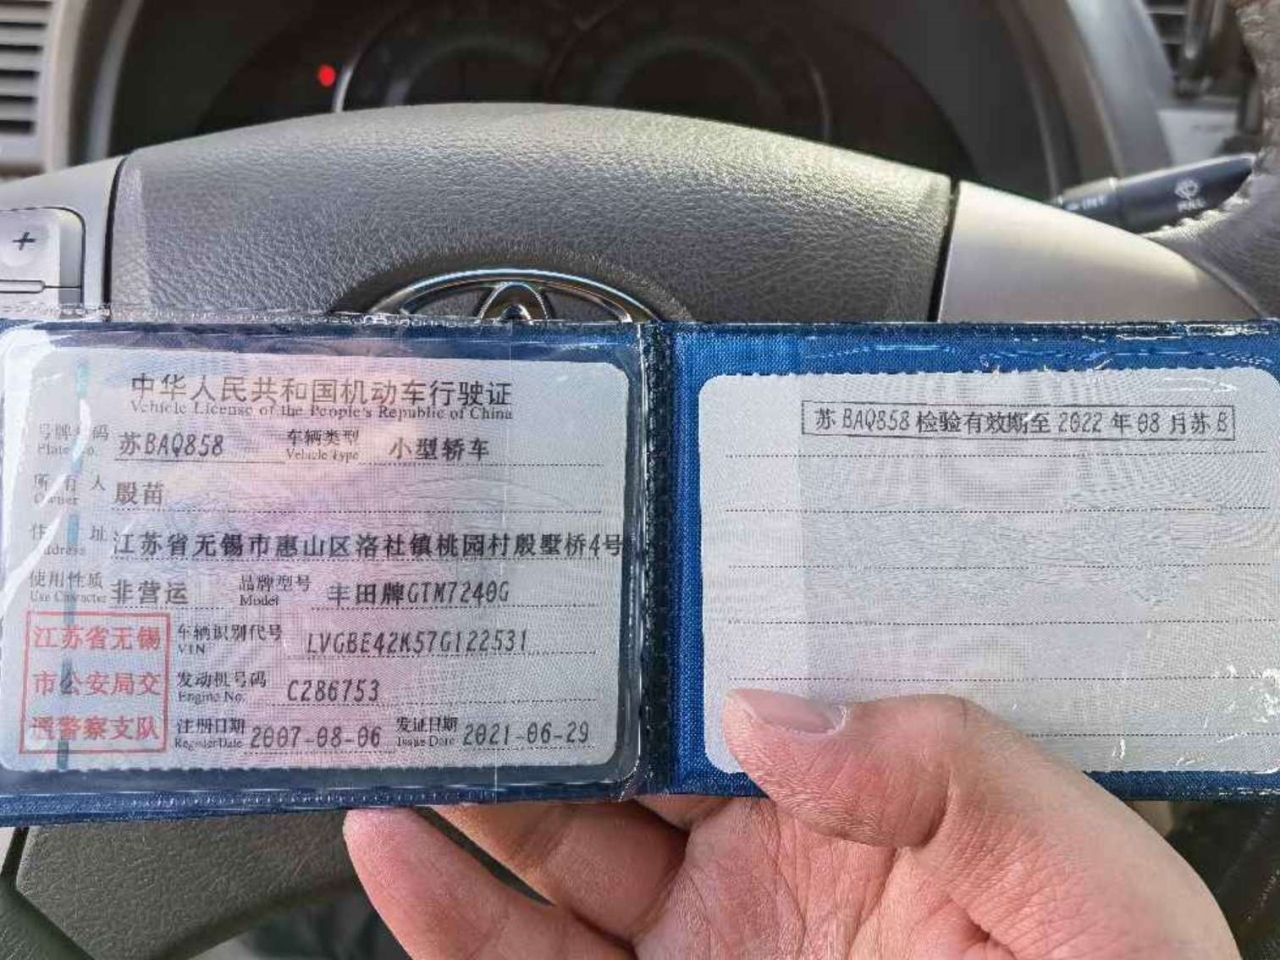 中华人民共和国机动车行驶证
Vehicle License of the People's Republic of China
号牌号码 苏BAQ858 车辆类型 小型轿车
Plate No. Vehicle Type
所有人 殷苗
Owner
住址 江苏省无锡市惠山区洛社镇桃园村殷墅桥4号
Address
使用性质 非营运 品牌型号 丰田牌GTM7240G
Use Character Model
江苏省无锡
市公安局交
通警察支队
车辆识别代号 LVGBE42K57G122531
VIN
发动机号码 C286753
Engine No.
注册日期 2007-08-06 发证日期 2021-06-29
Register Date Issue Date
苏BAQ858检验有效期至2022年08月苏B
+
PULL